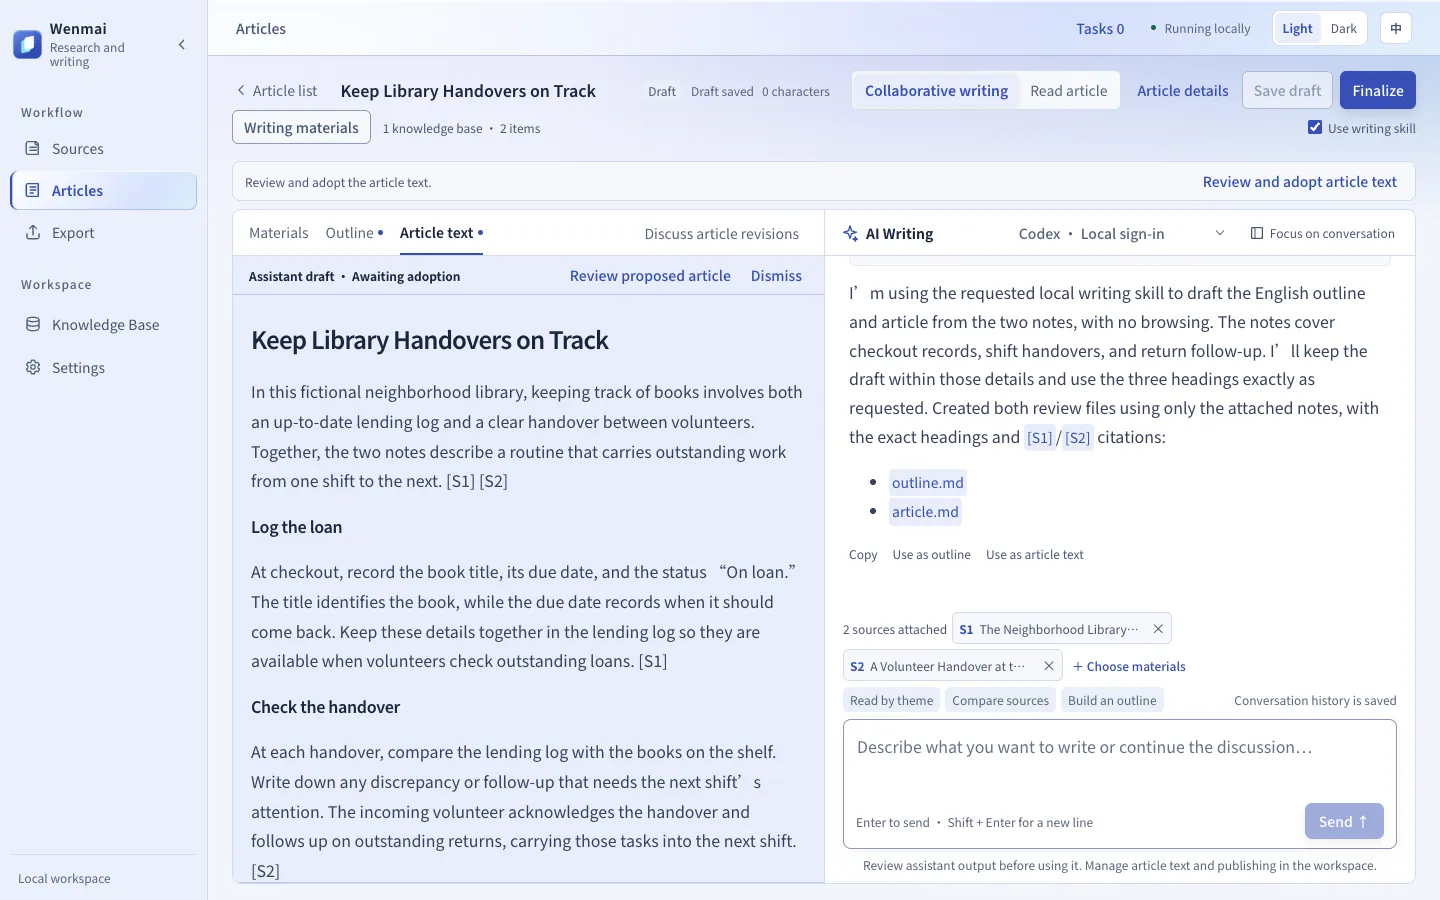 Wenmai
Research and
writing
Workflow
Sources
Articles
Export
Workspace
Knowledge Base
Settings
Local workspace
Articles
Tasks 0
Running locally
Light
Dark
中
Article list
Keep Library Handovers on Track
Draft
Draft saved
0 characters
Collaborative writing
Read article
Article details
Save draft
Finalize
Writing materials
1 knowledge base • 2 items
Use writing skill
Review and adopt the article text.
Review and adopt article text
Materials
Outline
Article text
Discuss article revisions
Assistant draft • Awaiting adoption
Review proposed article
Dismiss
Keep Library Handovers on Track
In this fictional neighborhood library, keeping track of books involves both
an up-to-date lending log and a clear handover between volunteers.
Together, the two notes describe a routine that carries outstanding work
from one shift to the next. [S1] [S2]
Log the loan
At checkout, record the book title, its due date, and the status “On loan.”
The title identifies the book, while the due date records when it should
come back. Keep these details together in the lending log so they are
available when volunteers check outstanding loans. [S1]
Check the handover
At each handover, compare the lending log with the books on the shelf.
Write down any discrepancy or follow-up that needs the next shift’s
attention. The incoming volunteer acknowledges the handover and
follows up on outstanding returns, carrying those tasks into the next shift.
[S2]
AI Writing
Codex • Local sign-in
Focus on conversation
I’m using the requested local writing skill to draft the English outline
and article from the two notes, with no browsing. The notes cover
checkout records, shift handovers, and return follow-up. I’ll keep the
draft within those details and use the three headings exactly as
requested. Created both review files using only the attached notes, with
the exact headings and [S1]/[S2] citations:
• outline.md
• article.md
Copy
Use as outline
Use as article text
2 sources attached
S1 The Neighborhood Library…
S2 A Volunteer Handover at t…
+ Choose materials
Read by theme
Compare sources
Build an outline
Conversation history is saved
Describe what you want to write or continue the discussion…
Enter to send • Shift + Enter for a new line
Send ↑
Review assistant output before using it. Manage article text and publishing in the workspace.